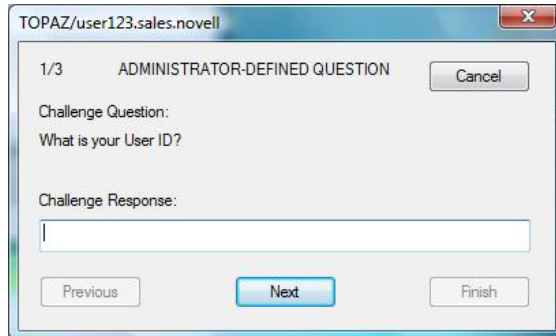 TOPAZ/user123.sales.novell
1/3 ADMINISTRATOR-DEFINED QUESTION
Cancel
Challenge Question:
What is your User ID?
Challenge Response:
Previous Next Finish